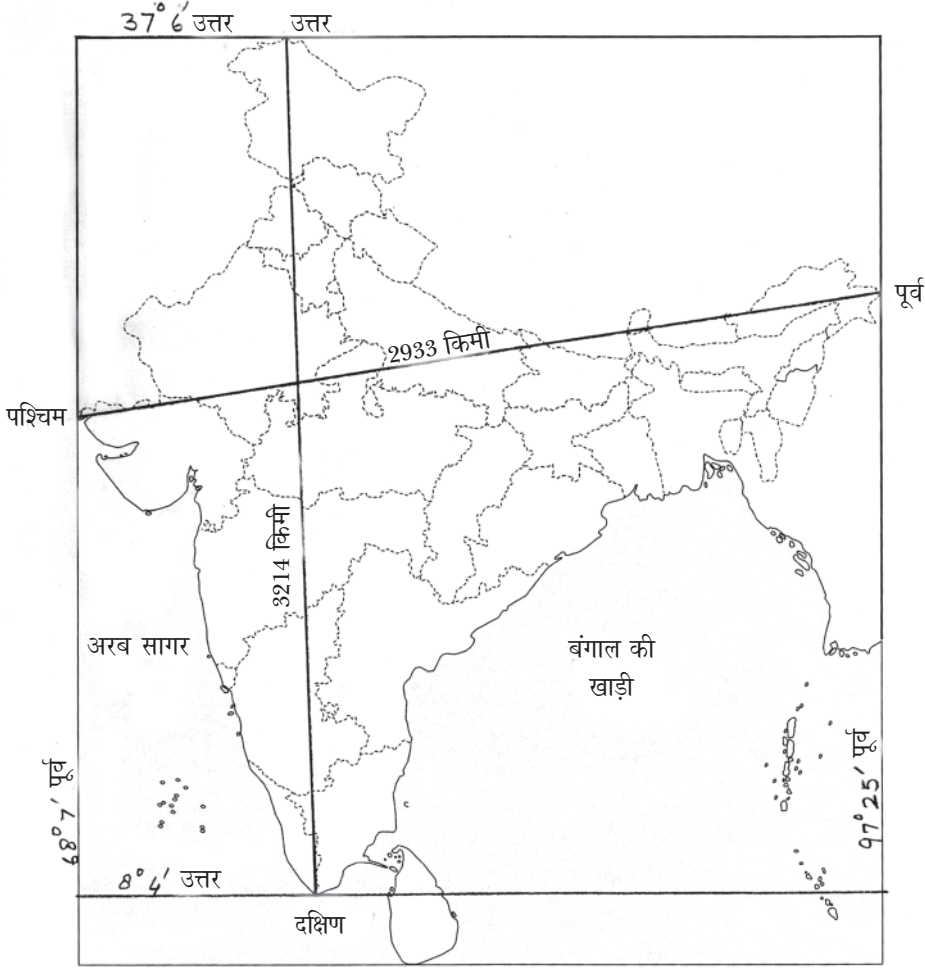 37°6' उत्तर उत्तर
पूर्व
2933 किमी
पश्चिम
3214 किमी
अरब सागर
बंगाल की
खाड़ी
68°7' पूर्व
97°25' पूर्व
8°4' उत्तर
दक्षिण